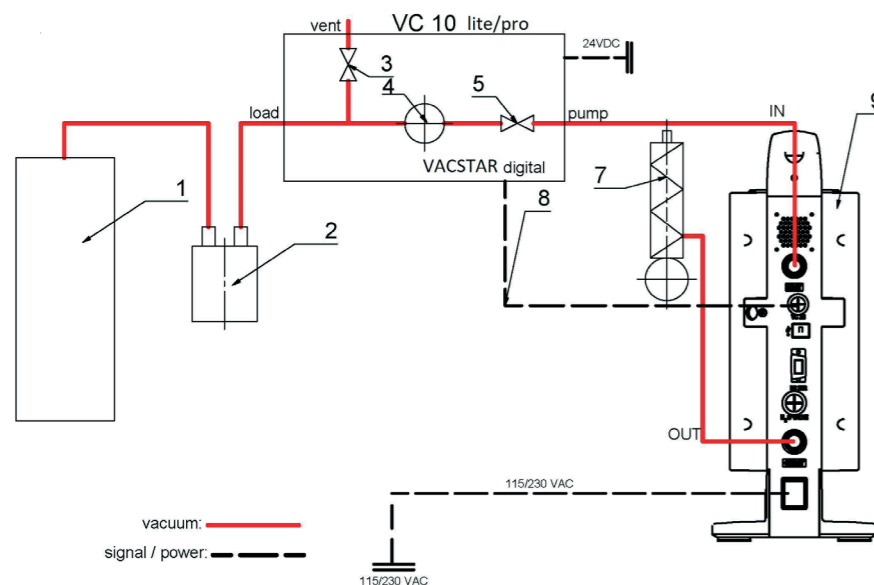 vent
VC 10 lite/pro
24VDC
3
4
5
load
pump
IN
9
VACSTAR digital
7
1
8
2
OUT
115/230 VAC
vacuum:
signal / power:
115/230 VAC